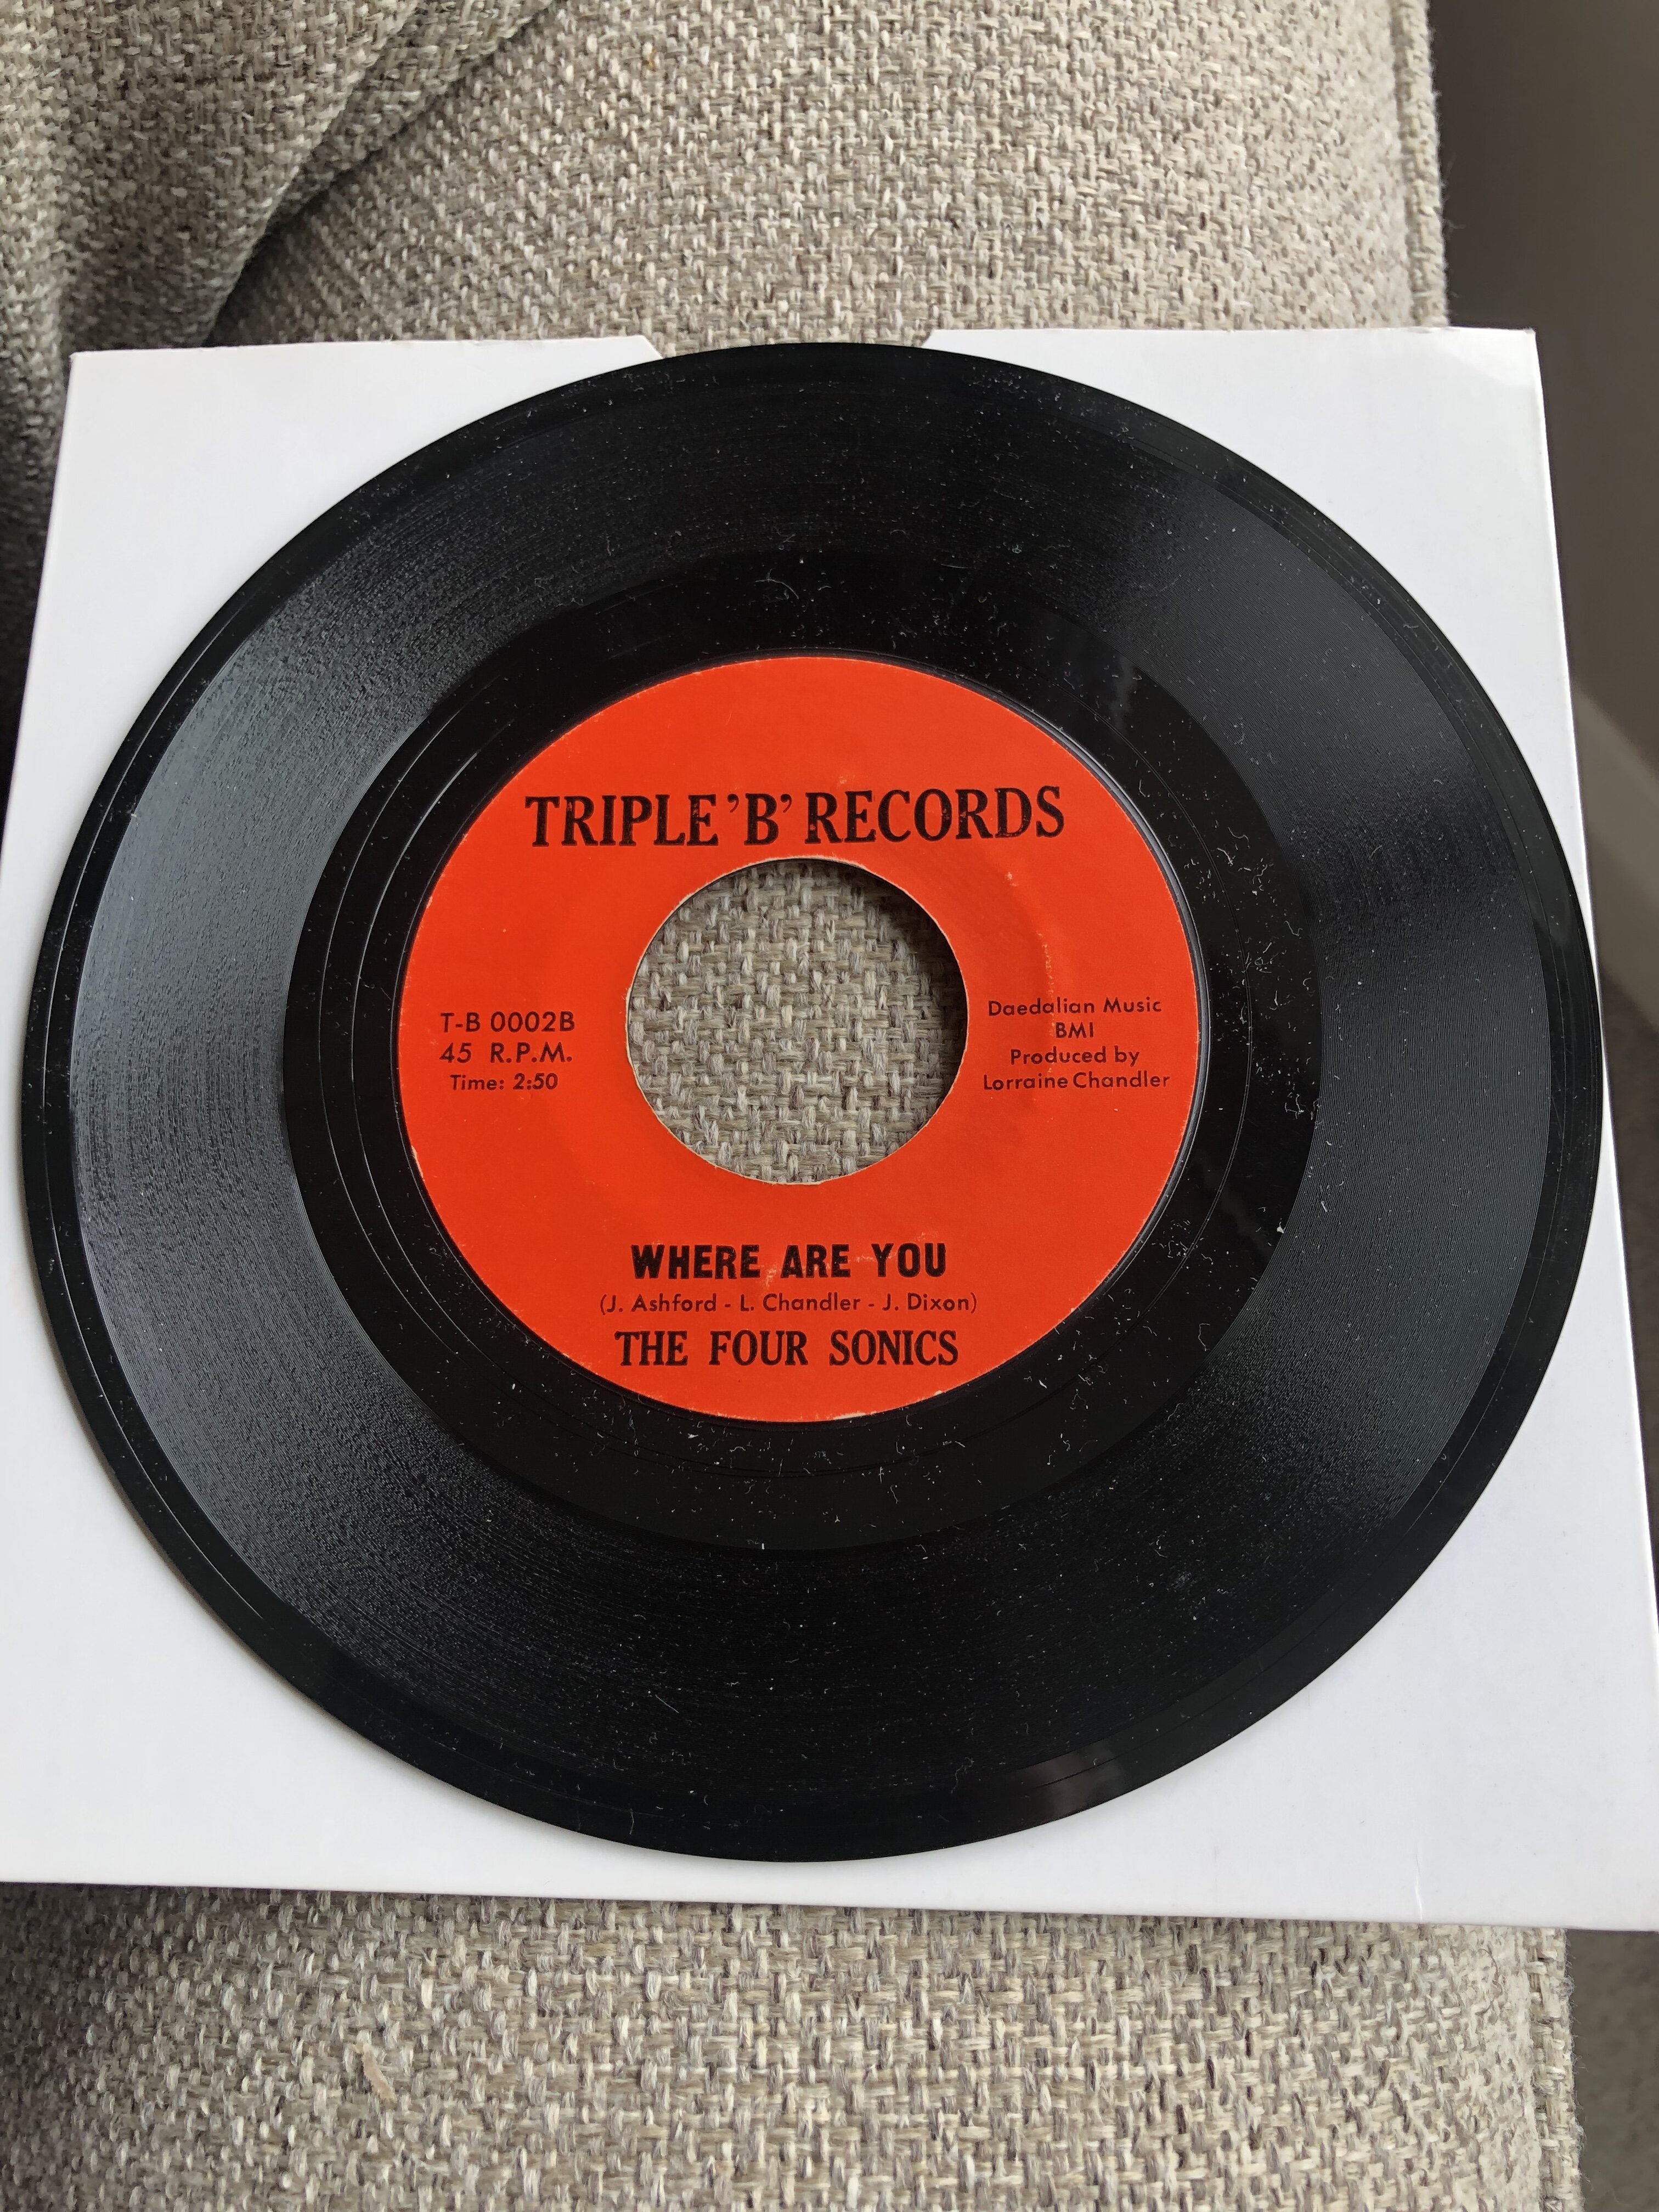 TRIPLE 'B' RECORDS
T-B 0002B
45 R.P.M.
Time: 2:50
Daedalian Music
BMI
Produced by
Lorraine Chandler
WHERE ARE YOU
(J. Ashford - L. Chandler - J. Dixon)
THE FOUR SONICS